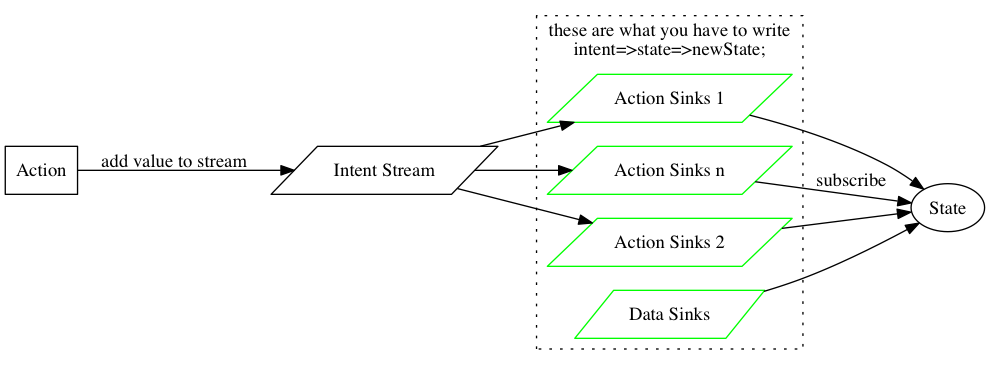 these are what you have to write
intent=>state=>newState;
Action Sinks 1
Action
add value to stream
Intent Stream
Action Sinks n
subscribe
State
Action Sinks 2
Data Sinks